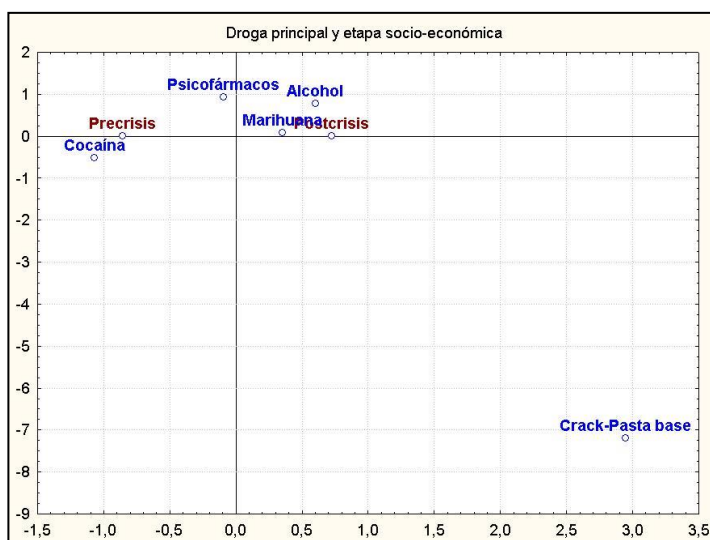 Droga principal y etapa socio-económica
2
1
0
-1
-2
-3
-4
-5
-6
-7
-8
-9
Psicofármacos
Alcohol
Marihuana
Precrisis
Postcrisis
Cocaína
Crack-Pasta base
-1,5
-1,0
-0,5
0,0
0,5
1,0
1,5
2,0
2,5
3,0
3,5